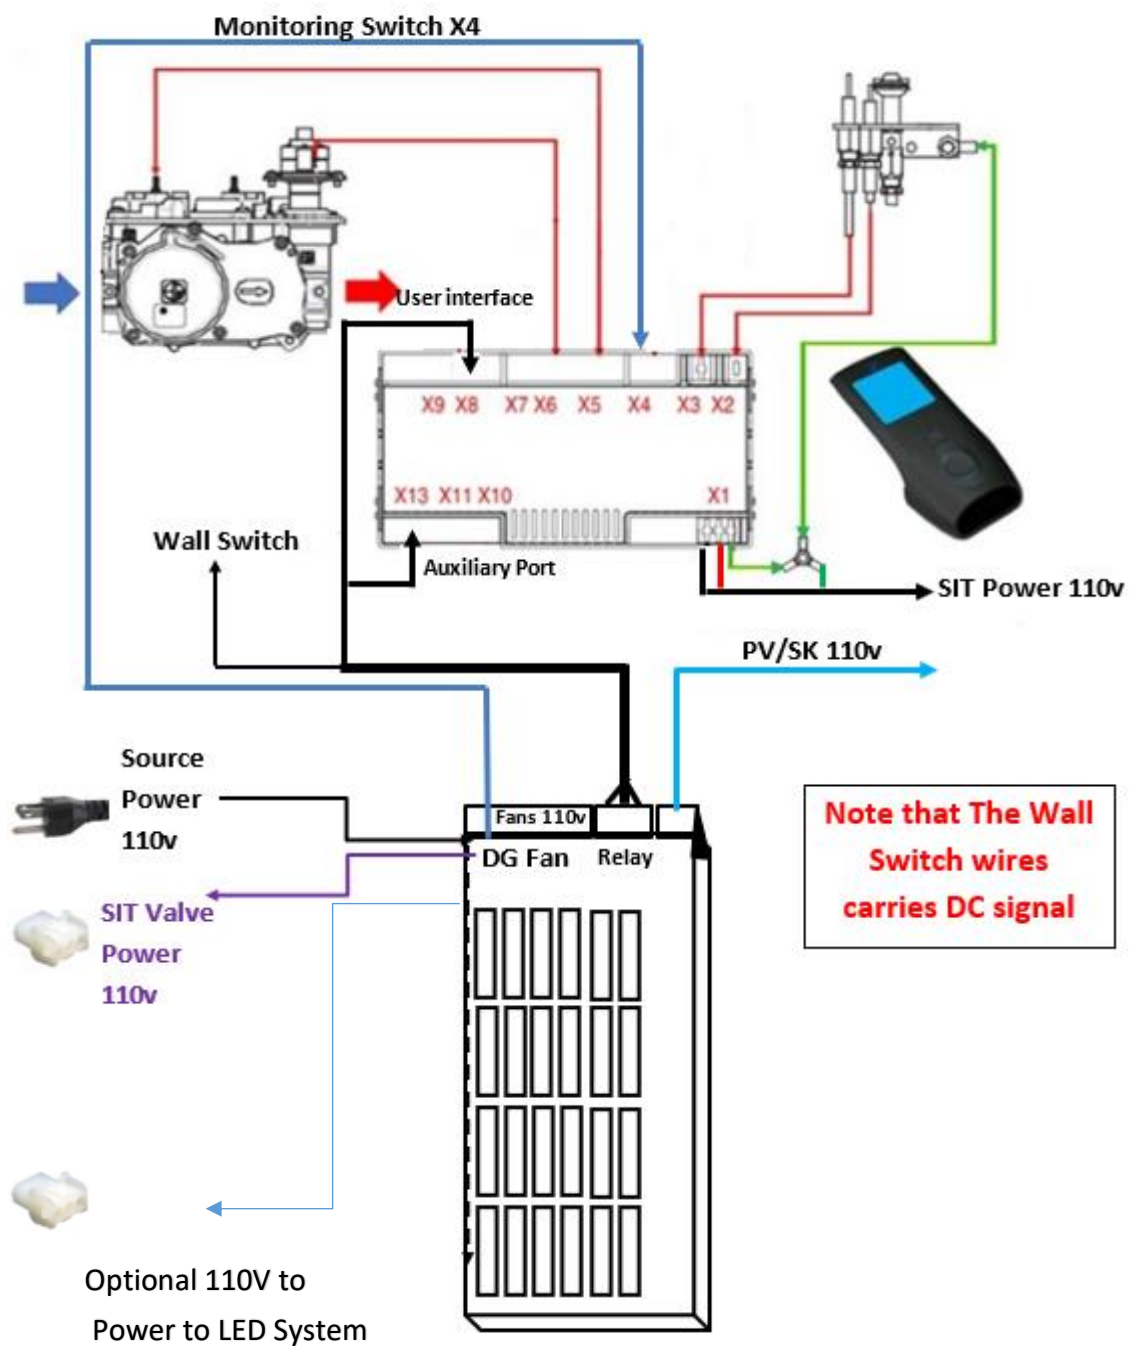 Monitoring Switch X4
User interface
X9 X8 X7 X6 X5 X4 X3 X2
X13 X11 X10 X1
Wall Switch
Auxiliary Port
SIT Power 110v
PV/SK 110v
Source
Power
110v
Fans 110v
DG Fan Relay
Note that The Wall
Switch wires
carries DC signal
SIT Valve
Power
110v
Optional 110V to
Power to LED System